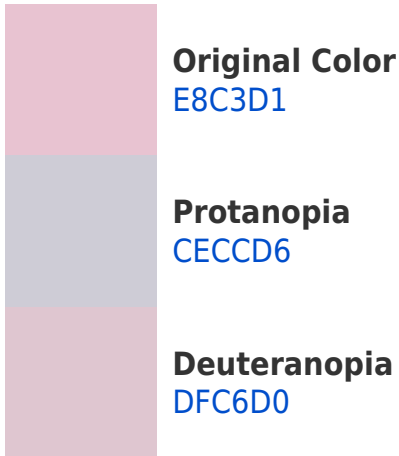 Original Color
E8C3D1
Protanopia
CECCD6
Deuteranopia
DFC6D0